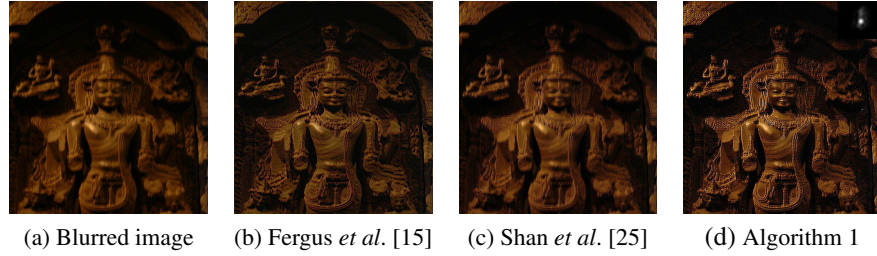 (a) Blurred image
(b) Fergus et al. [15]
(c) Shan et al. [25]
(d) Algorithm 1